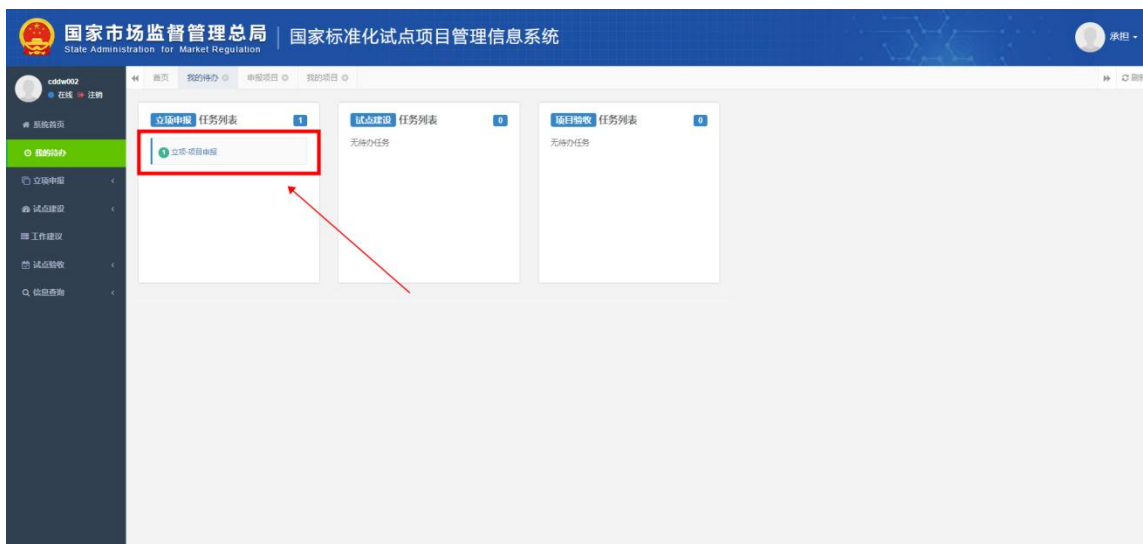 国家市场监督管理总局 | 国家标准化试点项目管理信息系统
State Administration for Market Regulation
承担
cddw002
在线 注销
首页 我的待办 申报项目 我的项目
系统首页
我的待办
立项申报
试点建设
工作建议
试点验收
信息查询
立项申报 任务列表 1
1 立项-项目申报
试点建设 任务列表 0
无待办任务
项目验收 任务列表 0
无待办任务